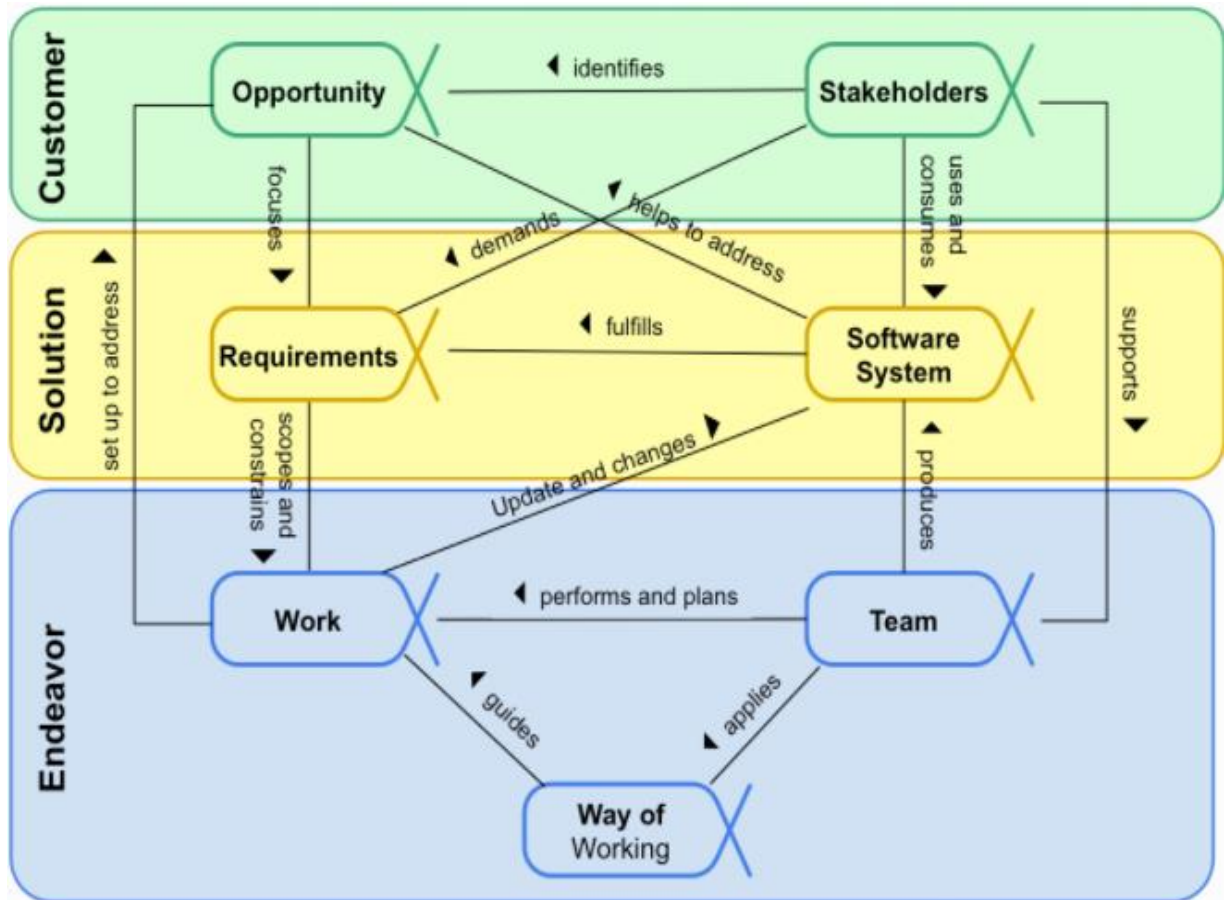 Customer
Opportunity
identifies
Stakeholders
focuses
demands
helps to address
uses and
consumes
Solution
set up to address
Requirements
fulfills
Software
System
supports
scopes and
constrains
Update and changes
produces
Endeavor
Work
performs and plans
Team
guides
applies
Way of
Working